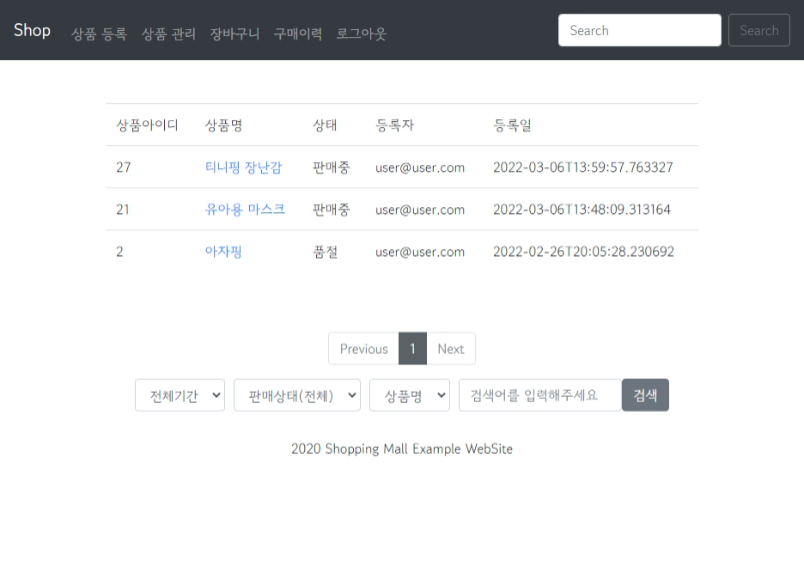 Shop 상품 등록 상품 관리 장바구니 구매이력 로그아웃 Search Search
상품아이디 상품명 상태 등록자 등록일
27 티니핑 장난감 판매중 user@user.com 2022-03-06T13:59:57.763327
21 유아용 마스크 판매중 user@user.com 2022-03-06T13:48:09.313164
2 아자핑 품절 user@user.com 2022-02-26T20:05:28.230692
Previous 1 Next
전체기간 판매상태(전체) 상품명 검색어를 입력해주세요 검색
2020 Shopping Mall Example WebSite